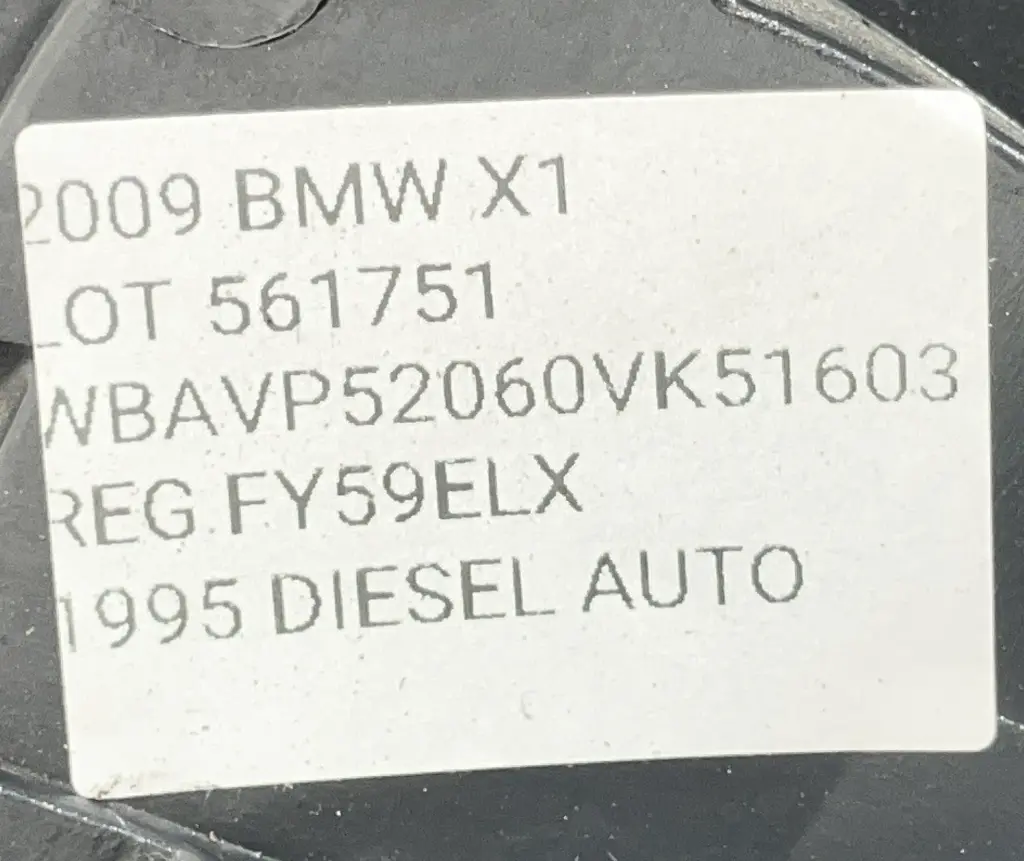 2009 BMW X1
LOT 561751
WBAVP52060VK51603
REG.FY59ELX
1995 DIESEL AUTO